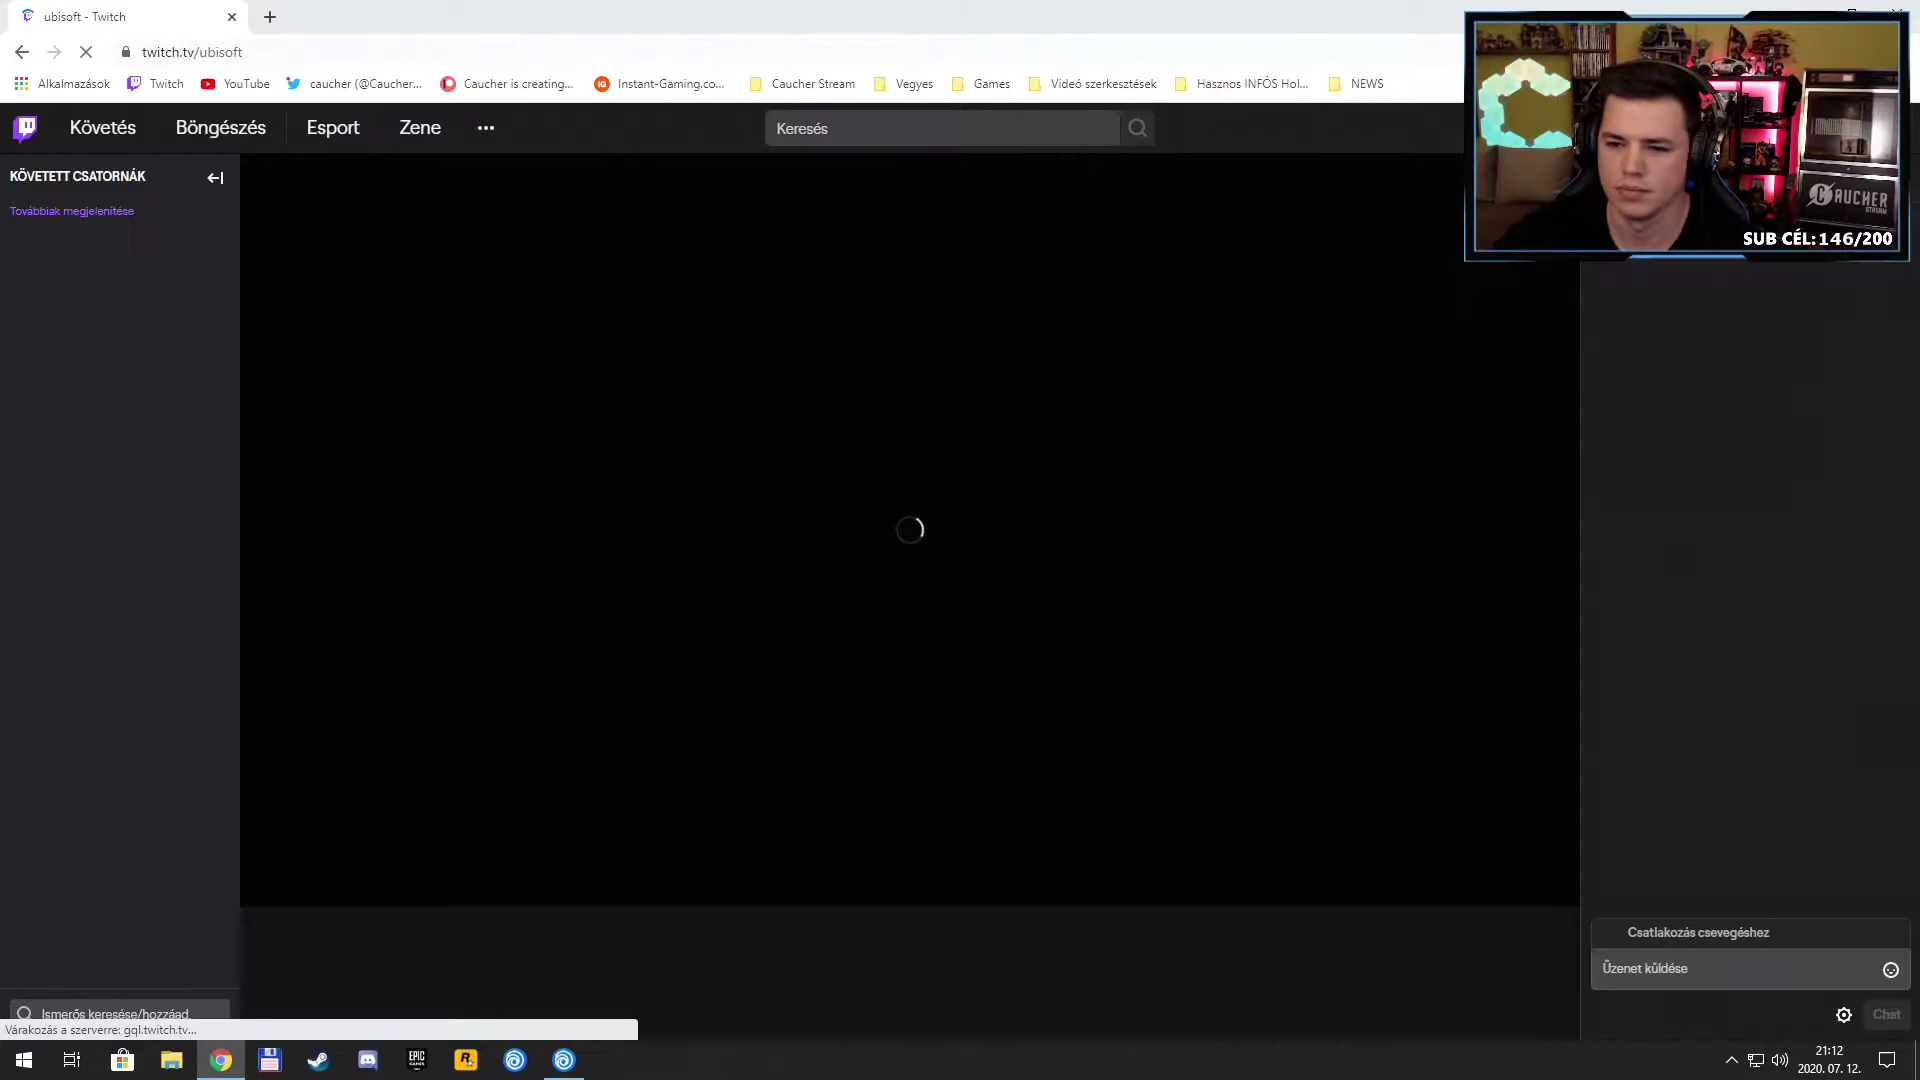 ubisoft - Twitch
twitch.tv/ubisoft
Alkalmazások
Twitch
YouTube
caucher (@Caucher...
Caucher is creating...
Instant-Gaming.co...
Caucher Stream
Vegyes
Games
Videó szerkesztések
Hasznos INFÓS Hol...
NEWS
Követés
Böngészés
Esport
Zene
Keresés
KÖVETETT CSATORNÁK
Továbbiak megjelenítése
CAUCHER
STREAM
SUB CÉL: 146/200
Csatlakozás csevegéshez
Üzenet küldése
Chat
Ismerős keresése/hozzáad
Várakozás a szerverre: gql.twitch.tv...
EPIC
GAMES
21:12
2020. 07. 12.